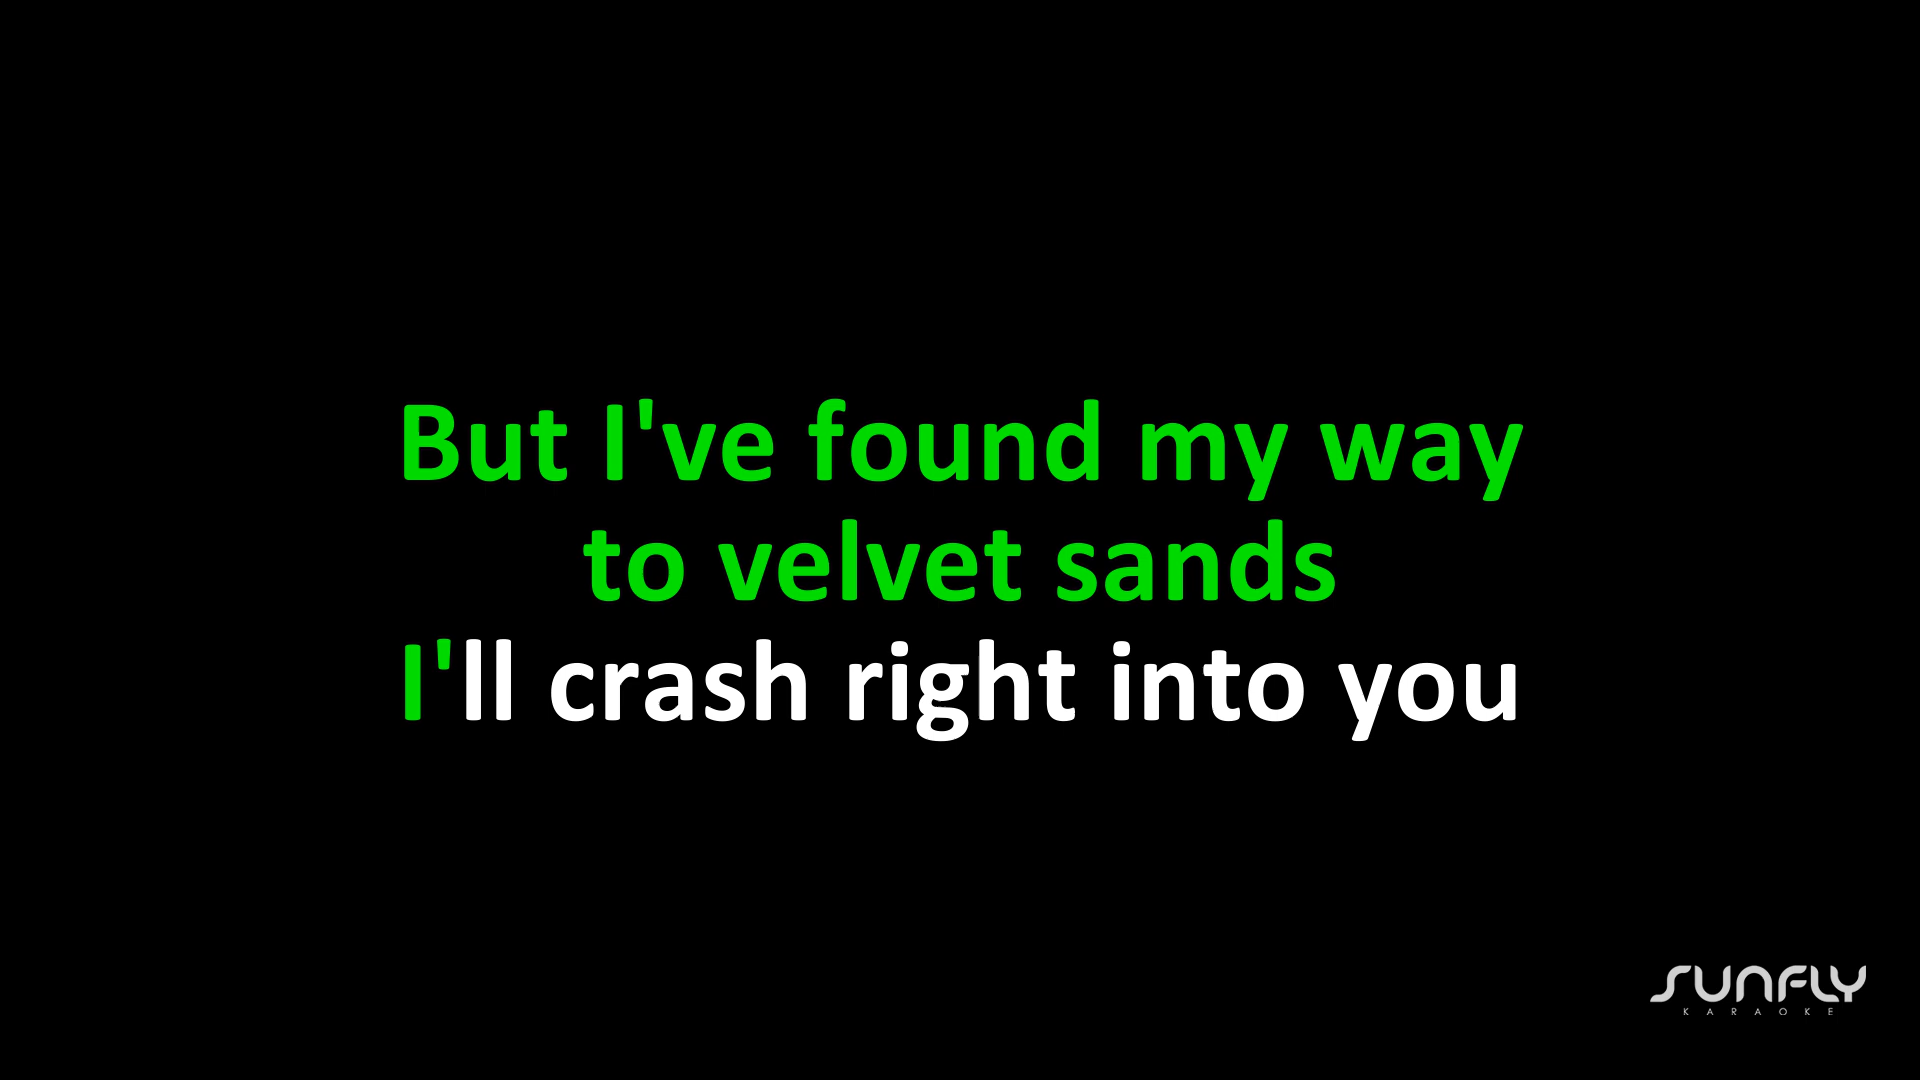 But I've found my way
to velvet sands
I'll crash right into you
SUNFLY
KARAOKE